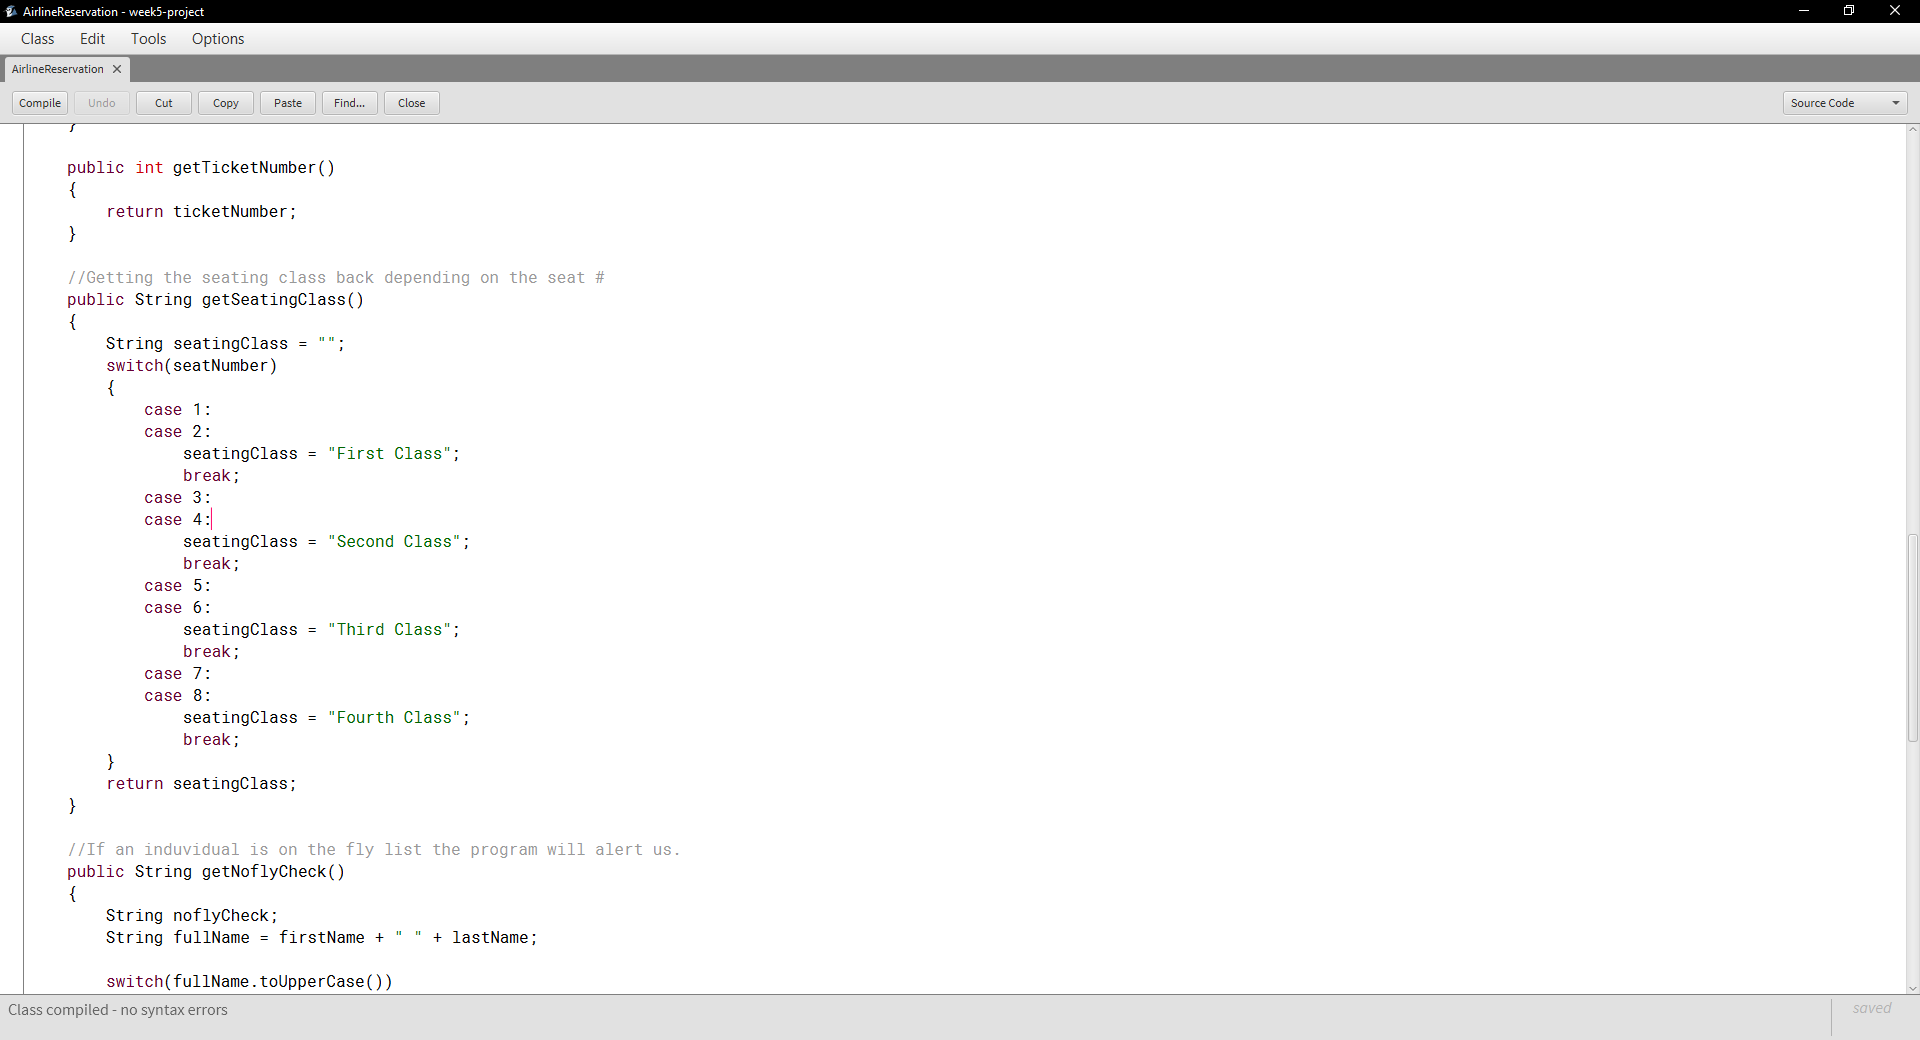 AirlineReservation - week5-project
Class Edit Tools Options
AirlineReservation
Compile Undo Cut Copy Paste Find... Close Source Code
}
public int getTicketNumber()
{
return ticketNumber;
}
//Getting the seating class back depending on the seat #
public String getSeatingClass()
{
String seatingClass = "";
switch(seatNumber)
{
case 1:
case 2:
seatingClass = "First Class";
break;
case 3:
case 4:
seatingClass = "Second Class";
break;
case 5:
case 6:
seatingClass = "Third Class";
break;
case 7:
case 8:
seatingClass = "Fourth Class";
break;
}
return seatingClass;
}
//If an induvidual is on the fly list the program will alert us.
public String getNoflyCheck()
{
String noflyCheck;
String fullName = firstName + " " + lastName;
switch(fullName.toUpperCase())
Class compiled - no syntax errors
saved